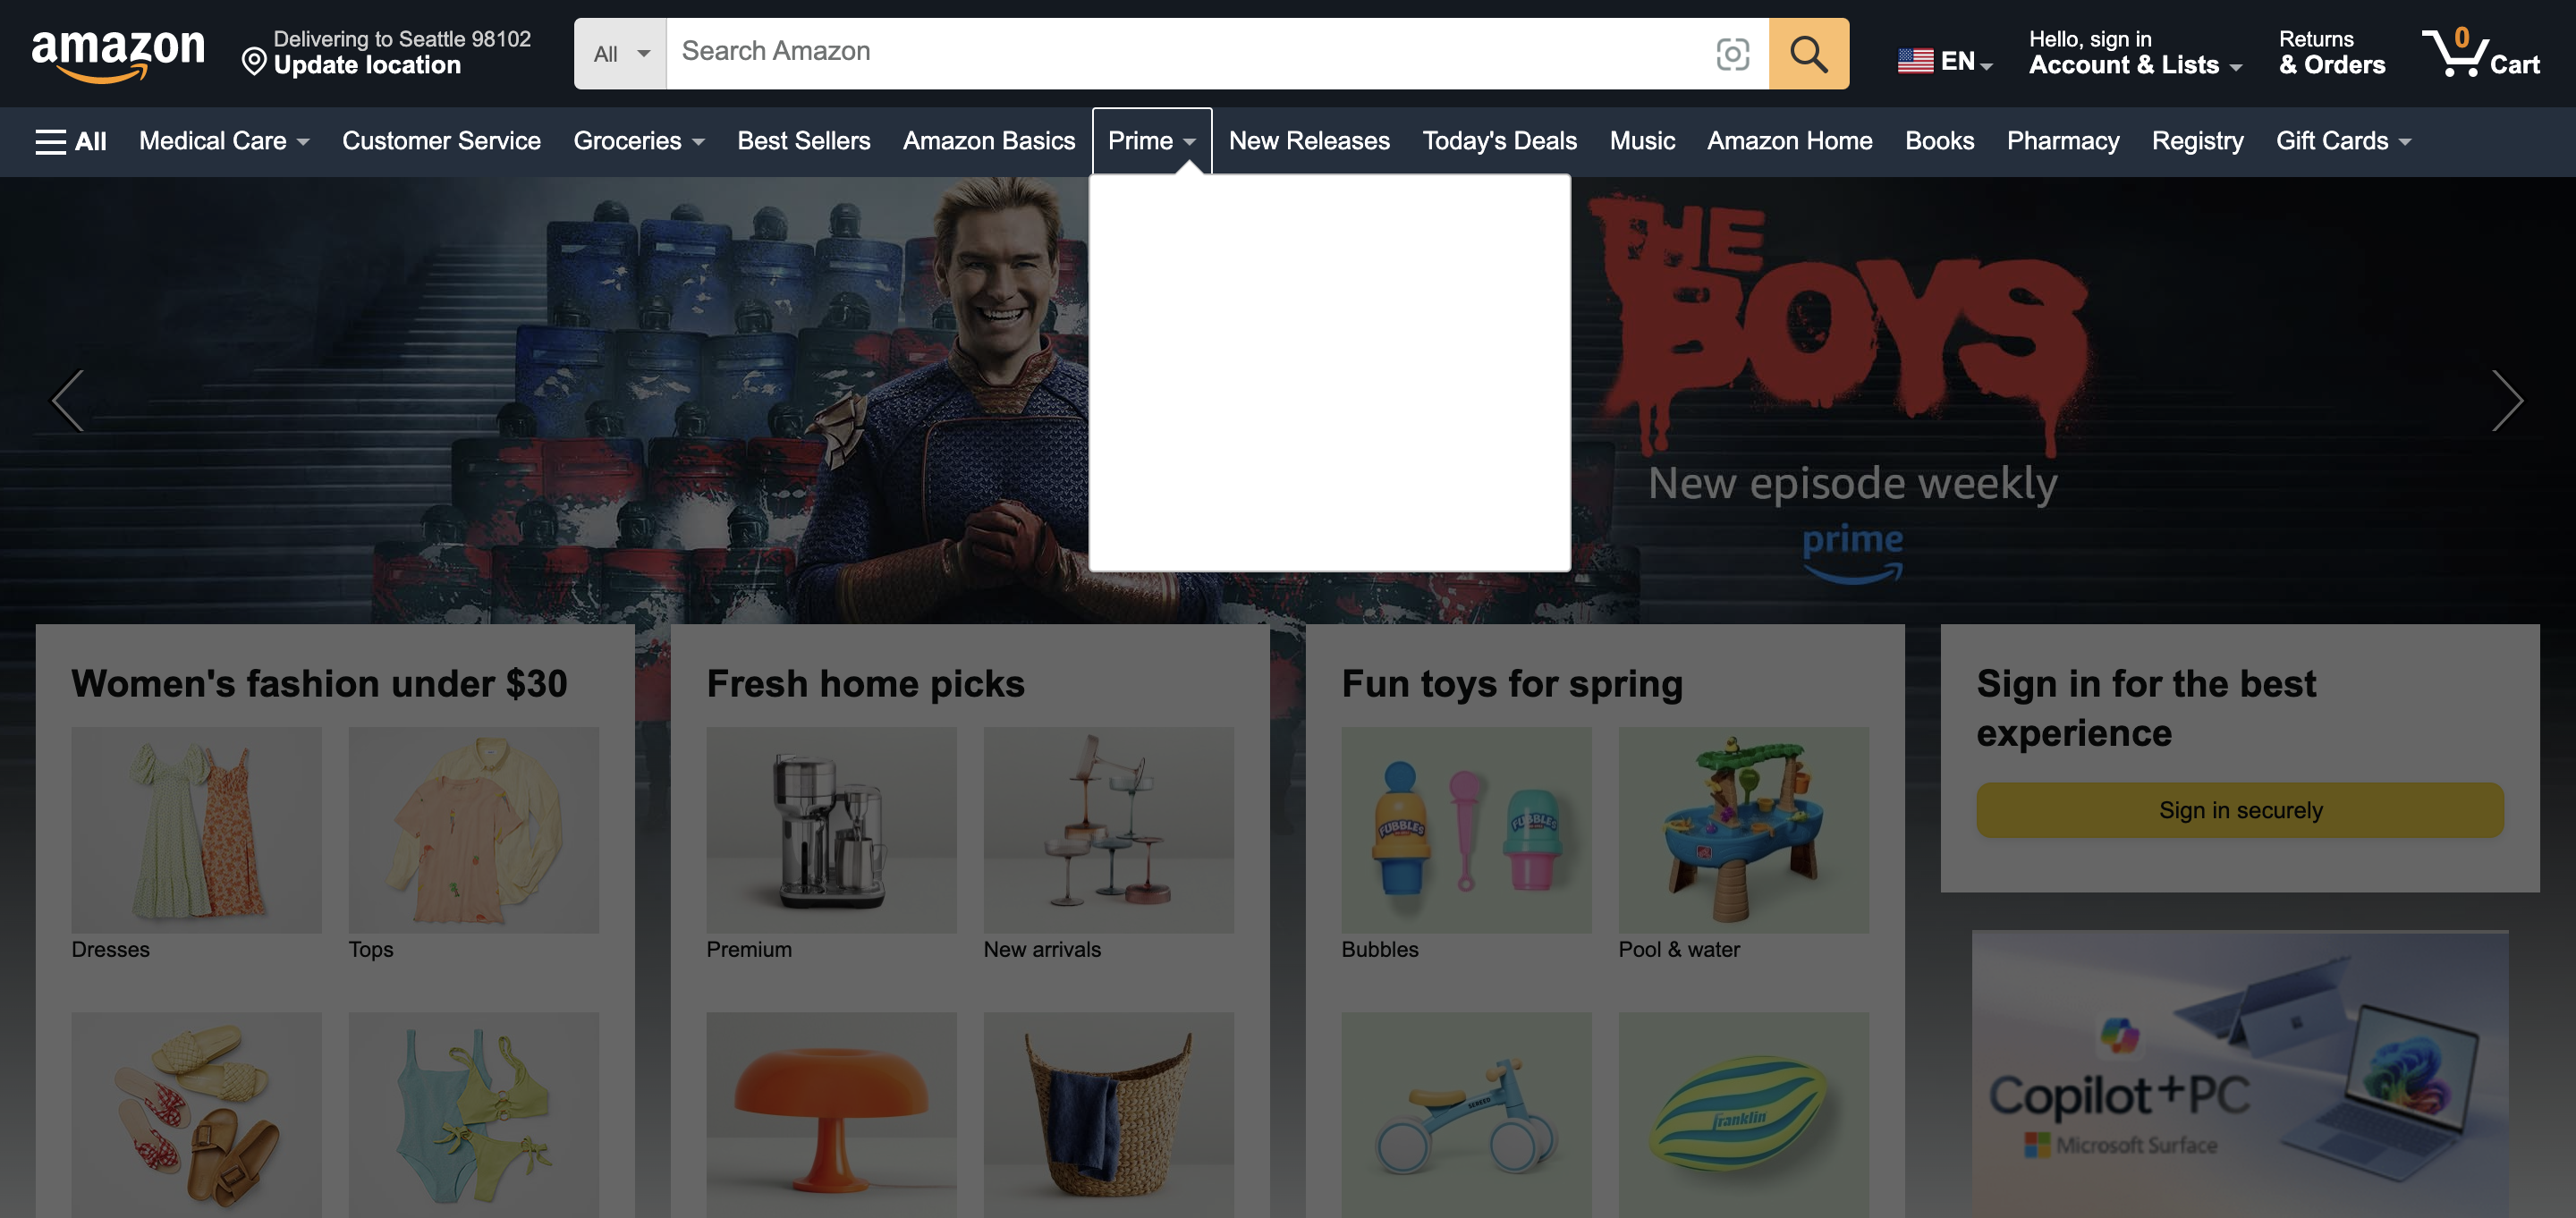 amazon
Delivering to Seattle 98102
Update location
All
Search Amazon
EN
Hello, sign in
Account & Lists
Returns
& Orders
0
Cart
All
Medical Care
Customer Service
Groceries
Best Sellers
Amazon Basics
Prime
New Releases
Today's Deals
Music
Amazon Home
Books
Pharmacy
Registry
Gift Cards
THE
BOYS
New episode weekly
prime
Women's fashion under $30
Dresses
Tops
Fresh home picks
Premium
New arrivals
Fun toys for spring
FUBBLES
FUBBLES
Bubbles
Pool & water
Franklin
Sign in for the best
experience
Sign in securely
Copilot+PC
Microsoft Surface